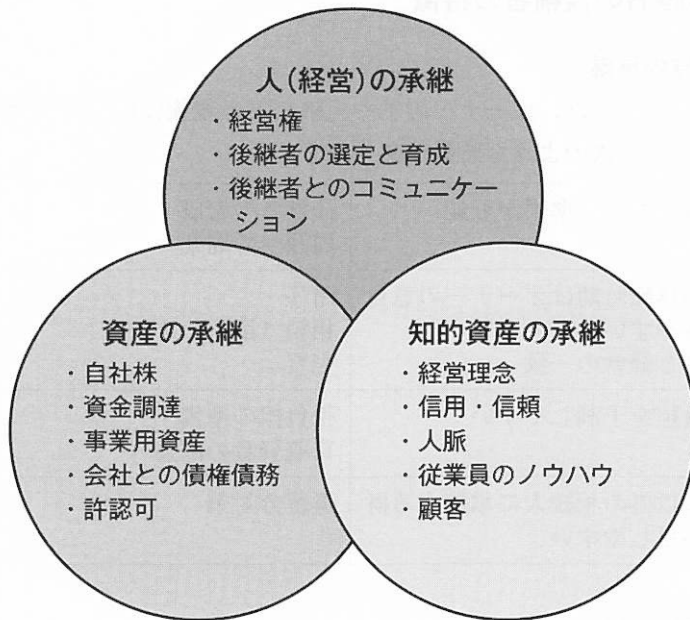 人(経営)の承継
・経営権
・後継者の選定と育成
・後継者とのコミュニケー
ション
資産の承継
・自社株
・資金調達
・事業用資産
・会社との債権債務
・許認可
知的資産の承継
・経営理念
・信用・信頼
・人脈
・従業員のノウハウ
・顧客